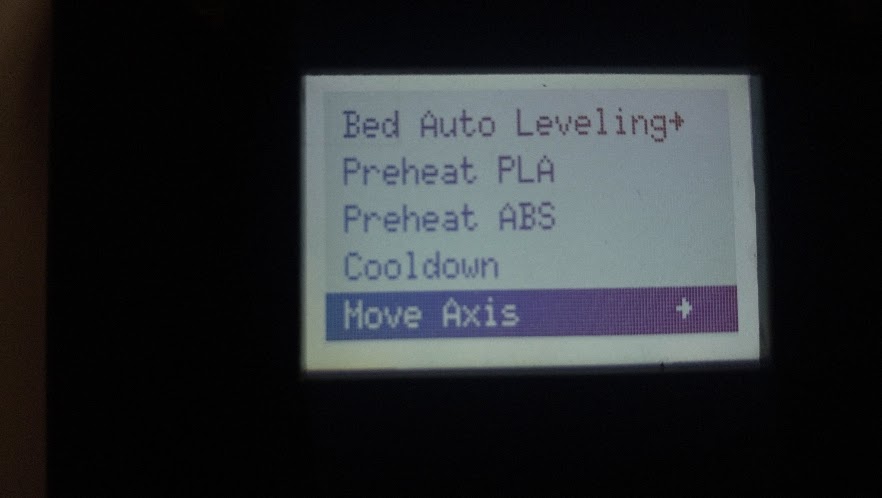 Bed Auto Leveling→
Preheat PLA
Preheat ABS
Cooldown
Move Axis →